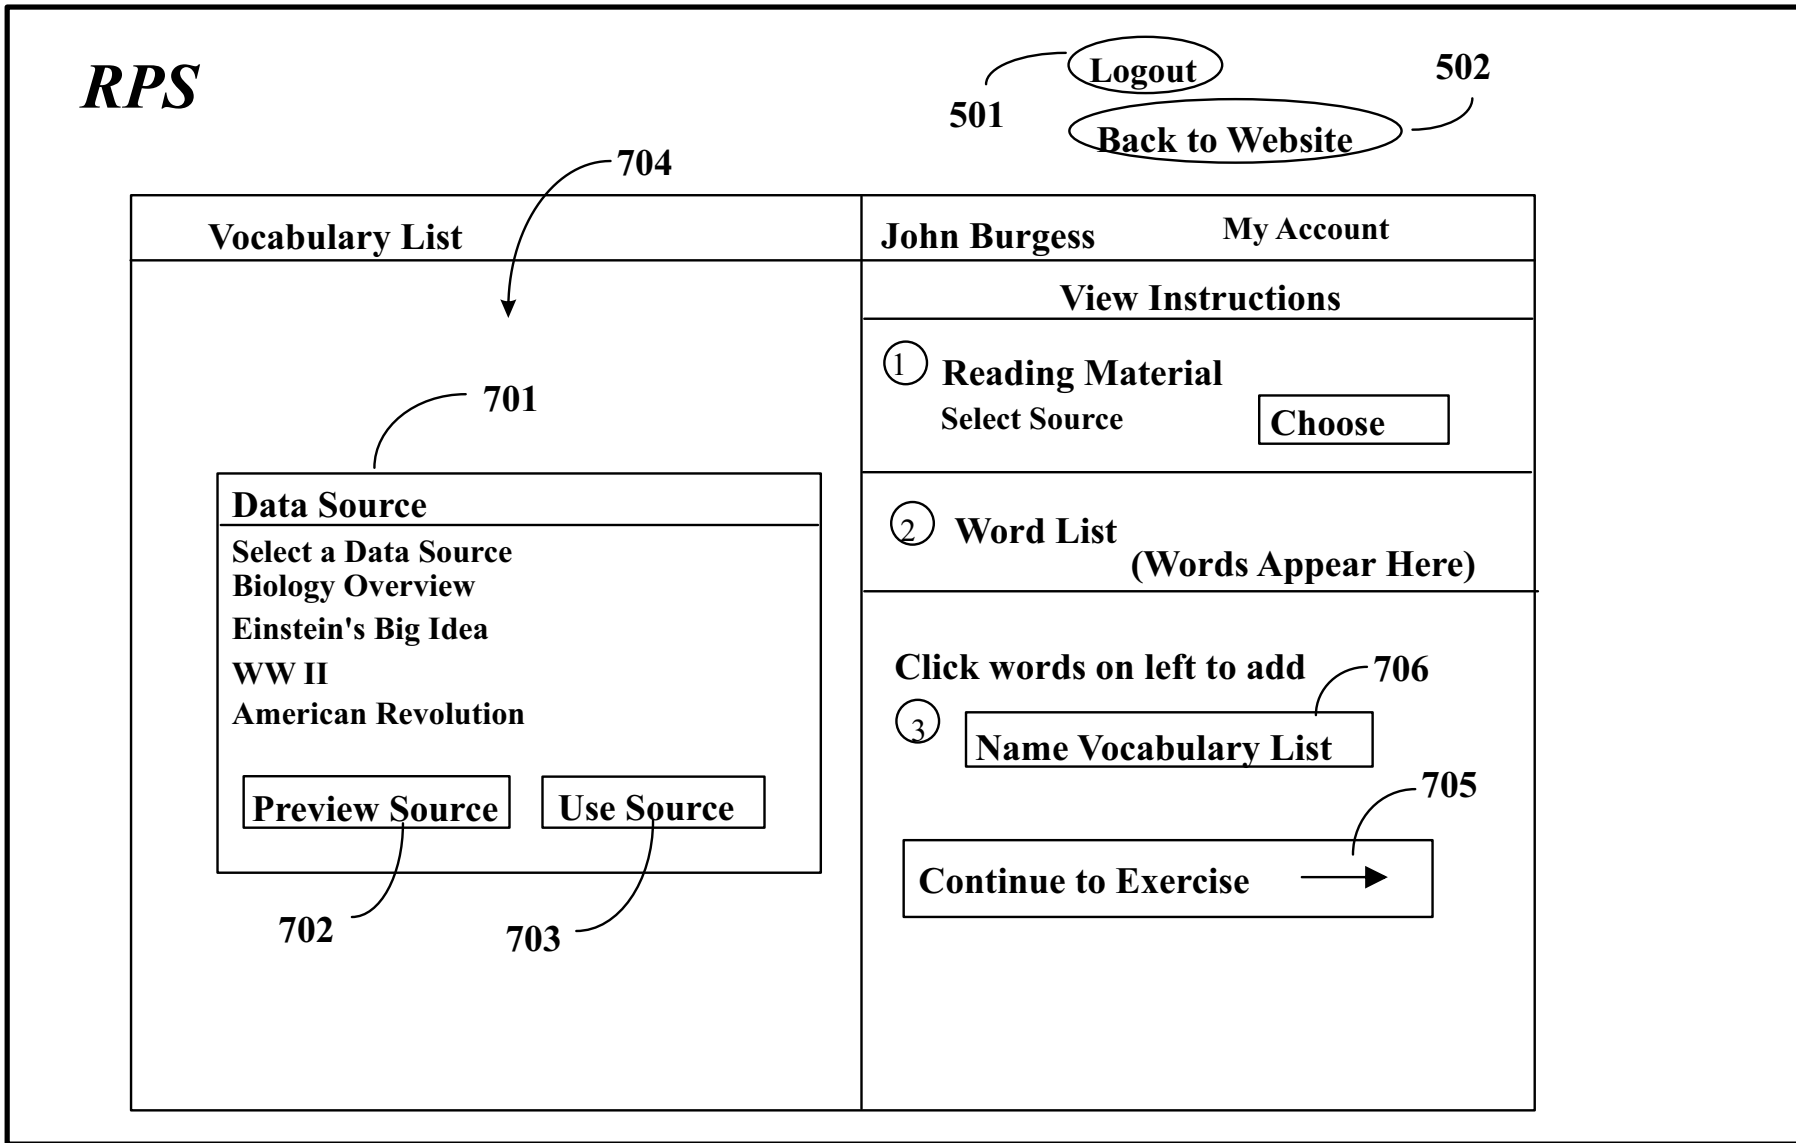 RPS
Logout
501
502
Back to Website
704
Vocabulary List
John Burgess
My Account
View Instructions
1 Reading Material
Select Source
Choose
701
Data Source
Select a Data Source
Biology Overview
Einstein's Big Idea
WW II
American Revolution
Preview Source
Use Source
702
703
2 Word List
(Words Appear Here)
Click words on left to add
706
3 Name Vocabulary List
705
Continue to Exercise